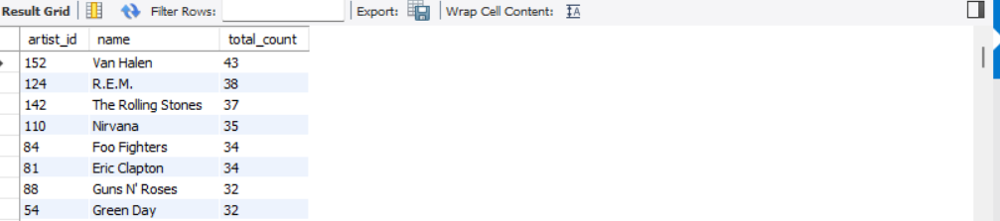 Result Grid Filter Rows: Export: Wrap Cell Content:
artist_id name total_count
152 Van Halen 43
124 R.E.M. 38
142 The Rolling Stones 37
110 Nirvana 35
84 Foo Fighters 34
81 Eric Clapton 34
88 Guns N' Roses 32
54 Green Day 32